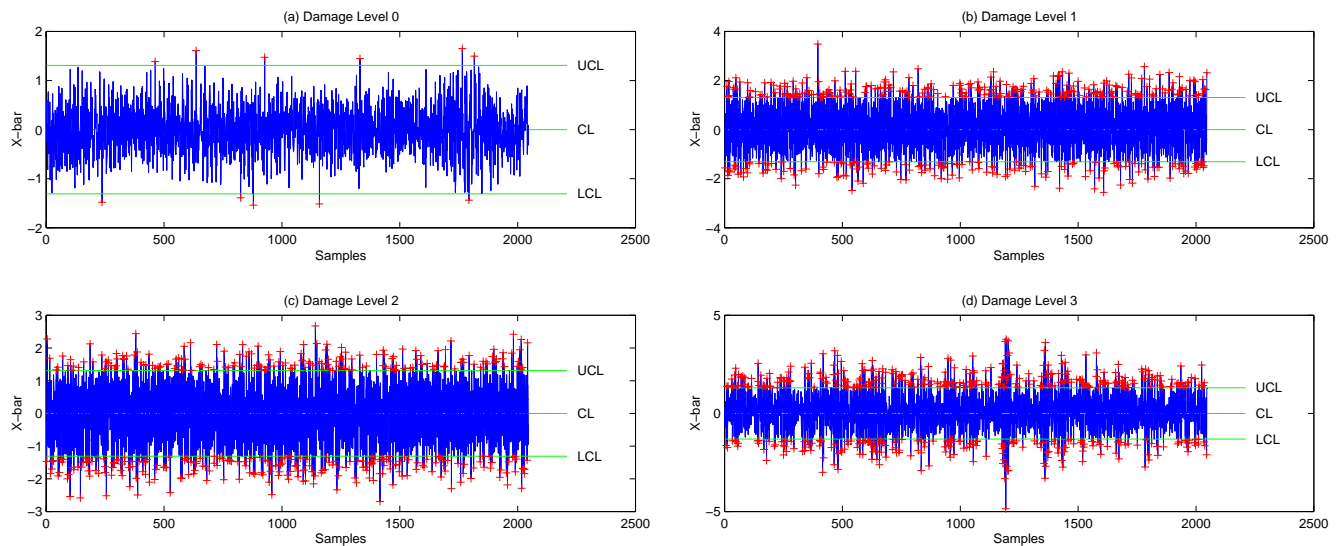 (a) Damage Level 0
2
1
0
−1
−2
X−bar
UCL
CL
LCL
0 500 1000 1500 2000 2500
Samples
(b) Damage Level 1
4
2
0
−2
−4
X−bar
UCL
CL
LCL
0 500 1000 1500 2000 2500
Samples
(c) Damage Level 2
3
2
1
0
−1
−2
−3
X−bar
UCL
CL
LCL
0 500 1000 1500 2000 2500
Samples
(d) Damage Level 3
5
0
−5
X−bar
UCL
CL
LCL
0 500 1000 1500 2000 2500
Samples